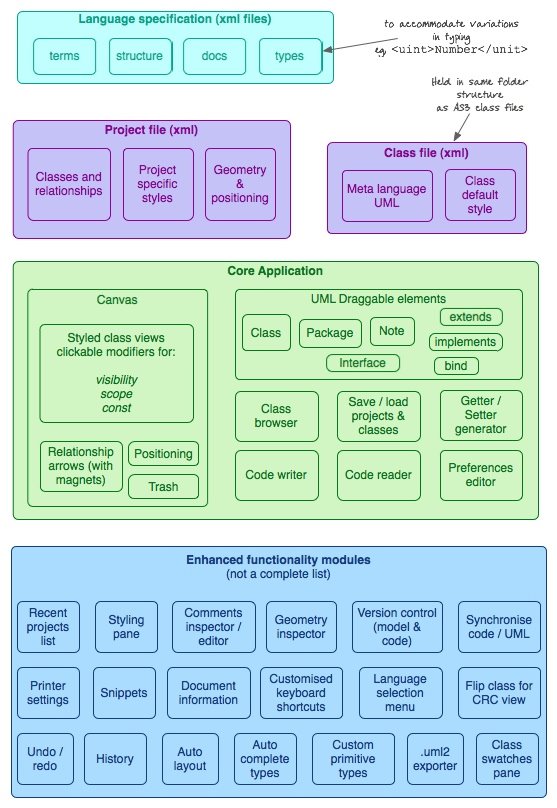 Language specification (xml files)
terms
structure
docs
types
to accommodate variations
in typing
eg, <uint>Number</unit>
Held in same folder
structure
as AS3 class files
Project file (xml)
Classes and
relationships
Project
specific
styles
Geometry
&
positioning
Class file (xml)
Meta language
UML
Class
default
style
Core Application
Canvas
Styled class views
clickable modifiers for:
visibility
scope
const
Relationship
arrows (with
magnets)
Positioning
Trash
UML Draggable elements
Class
Package
Note
extends
implements
Interface
bind
Class
browser
Save / load
projects &
classes
Getter /
Setter
generator
Code writer
Code reader
Preferences
editor
Enhanced functionality modules
(not a complete list)
Recent
projects
list
Styling
pane
Comments
inspector /
editor
Geometry
inspector
Version control
(model &
code)
Synchronise
code / UML
Printer
settings
Snippets
Document
information
Customised
keyboard
shortcuts
Language
selection
menu
Flip class for
CRC view
Undo /
redo
History
Auto
layout
Auto
complete
types
Custom
primitive
types
.uml2
exporter
Class
swatches
pane